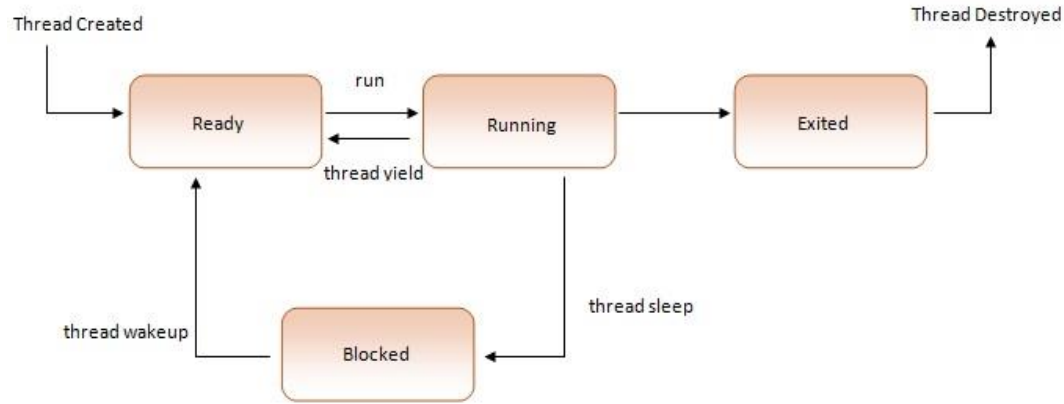 Thread Created
Thread Destroyed
run
Ready
Running
Exited
thread yield
thread sleep
thread wakeup
Blocked